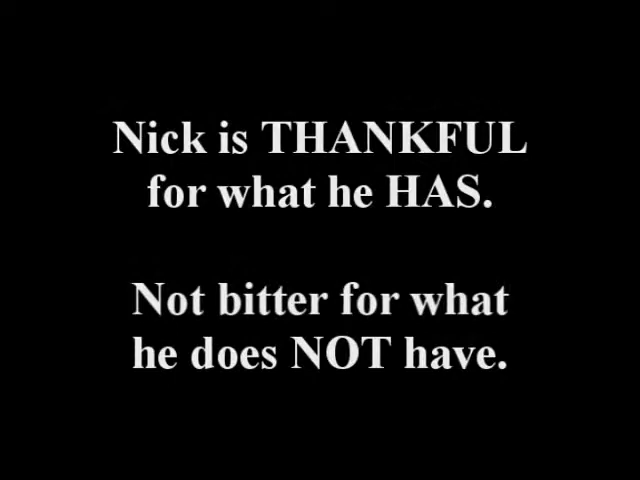 Nick is THANKFUL
for what he HAS.
Not bitter for what
he does NOT have.